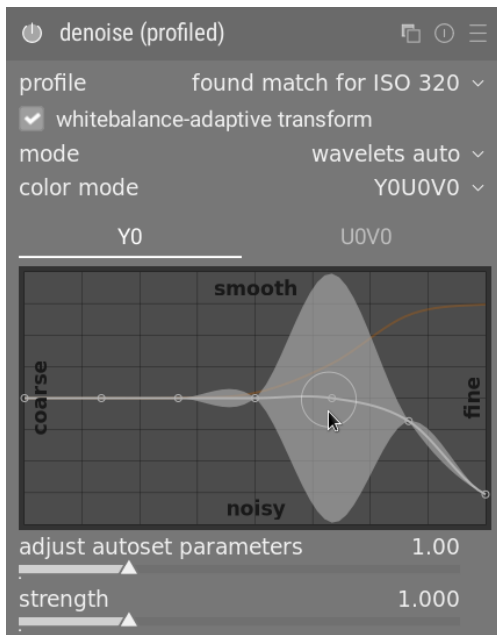 denoise (profiled)
profile found match for ISO 320
whitebalance-adaptive transform
mode wavelets auto
color mode Y0U0V0
Y0 U0V0
smooth
coarse
fine
noisy
adjust autoset parameters 1.00
strength 1.000